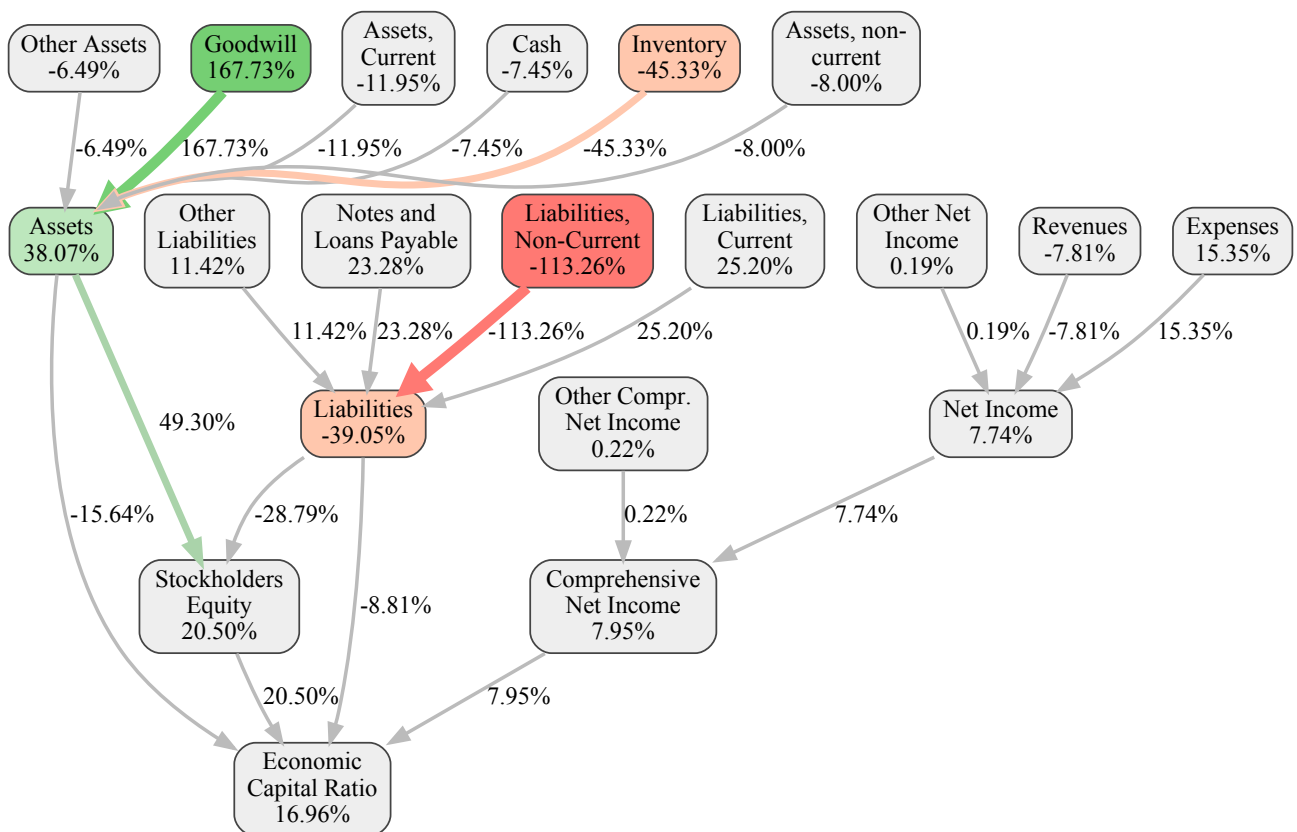 Other Assets
-6.49%
Goodwill
167.73%
Assets,
Current
-11.95%
Cash
-7.45%
Inventory
-45.33%
Assets, non-
current
-8.00%
-6.49%
167.73%
-11.95%
-7.45%
-45.33%
-8.00%
Assets
38.07%
Other
Liabilities
11.42%
Notes and
Loans Payable
23.28%
Liabilities,
Non-Current
-113.26%
Liabilities,
Current
25.20%
Other Net
Income
0.19%
Revenues
-7.81%
Expenses
15.35%
11.42%
23.28%
-113.26%
25.20%
0.19%
-7.81%
15.35%
49.30%
Liabilities
-39.05%
Other Compr.
Net Income
0.22%
Net Income
7.74%
-15.64%
-28.79%
0.22%
7.74%
Stockholders
Equity
20.50%
-8.81%
Comprehensive
Net Income
7.95%
20.50%
7.95%
Economic
Capital Ratio
16.96%